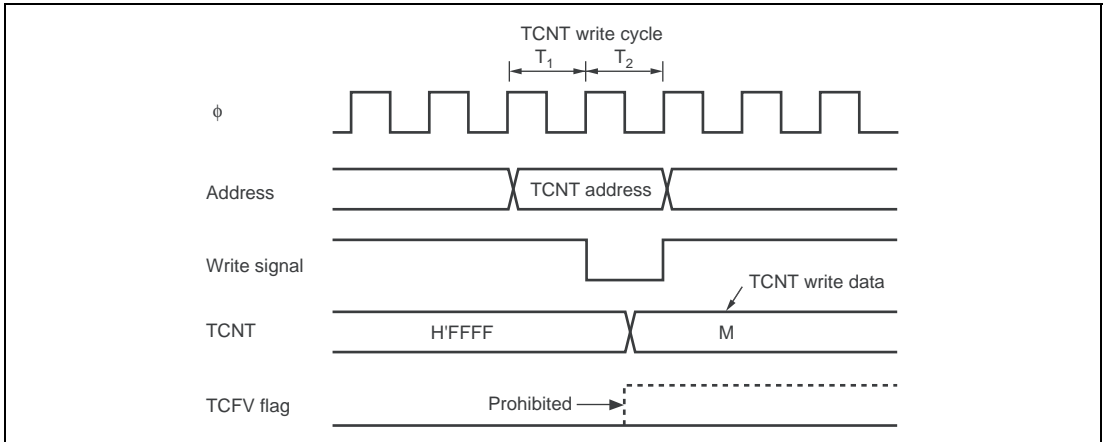 TCNT write cycle
T1 T2
ϕ
Address
TCNT address
Write signal
TCNT write data
TCNT
H'FFFF
M
TCFV flag
Prohibited